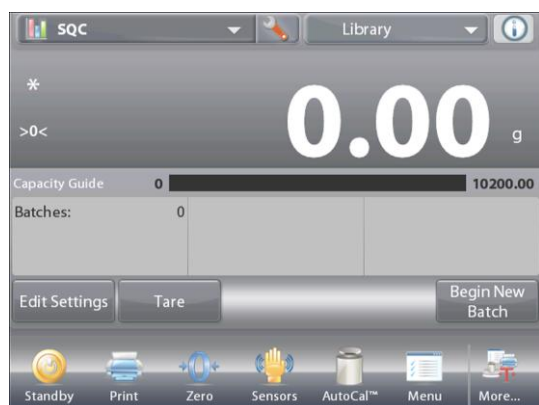 SQC Library
*
>0< 0.00 g
Capacity Guide 0 10200.00
Batches: 0
Edit Settings Tare Begin New
Batch
Standby Print Zero Sensors AutoCal™ Menu More...